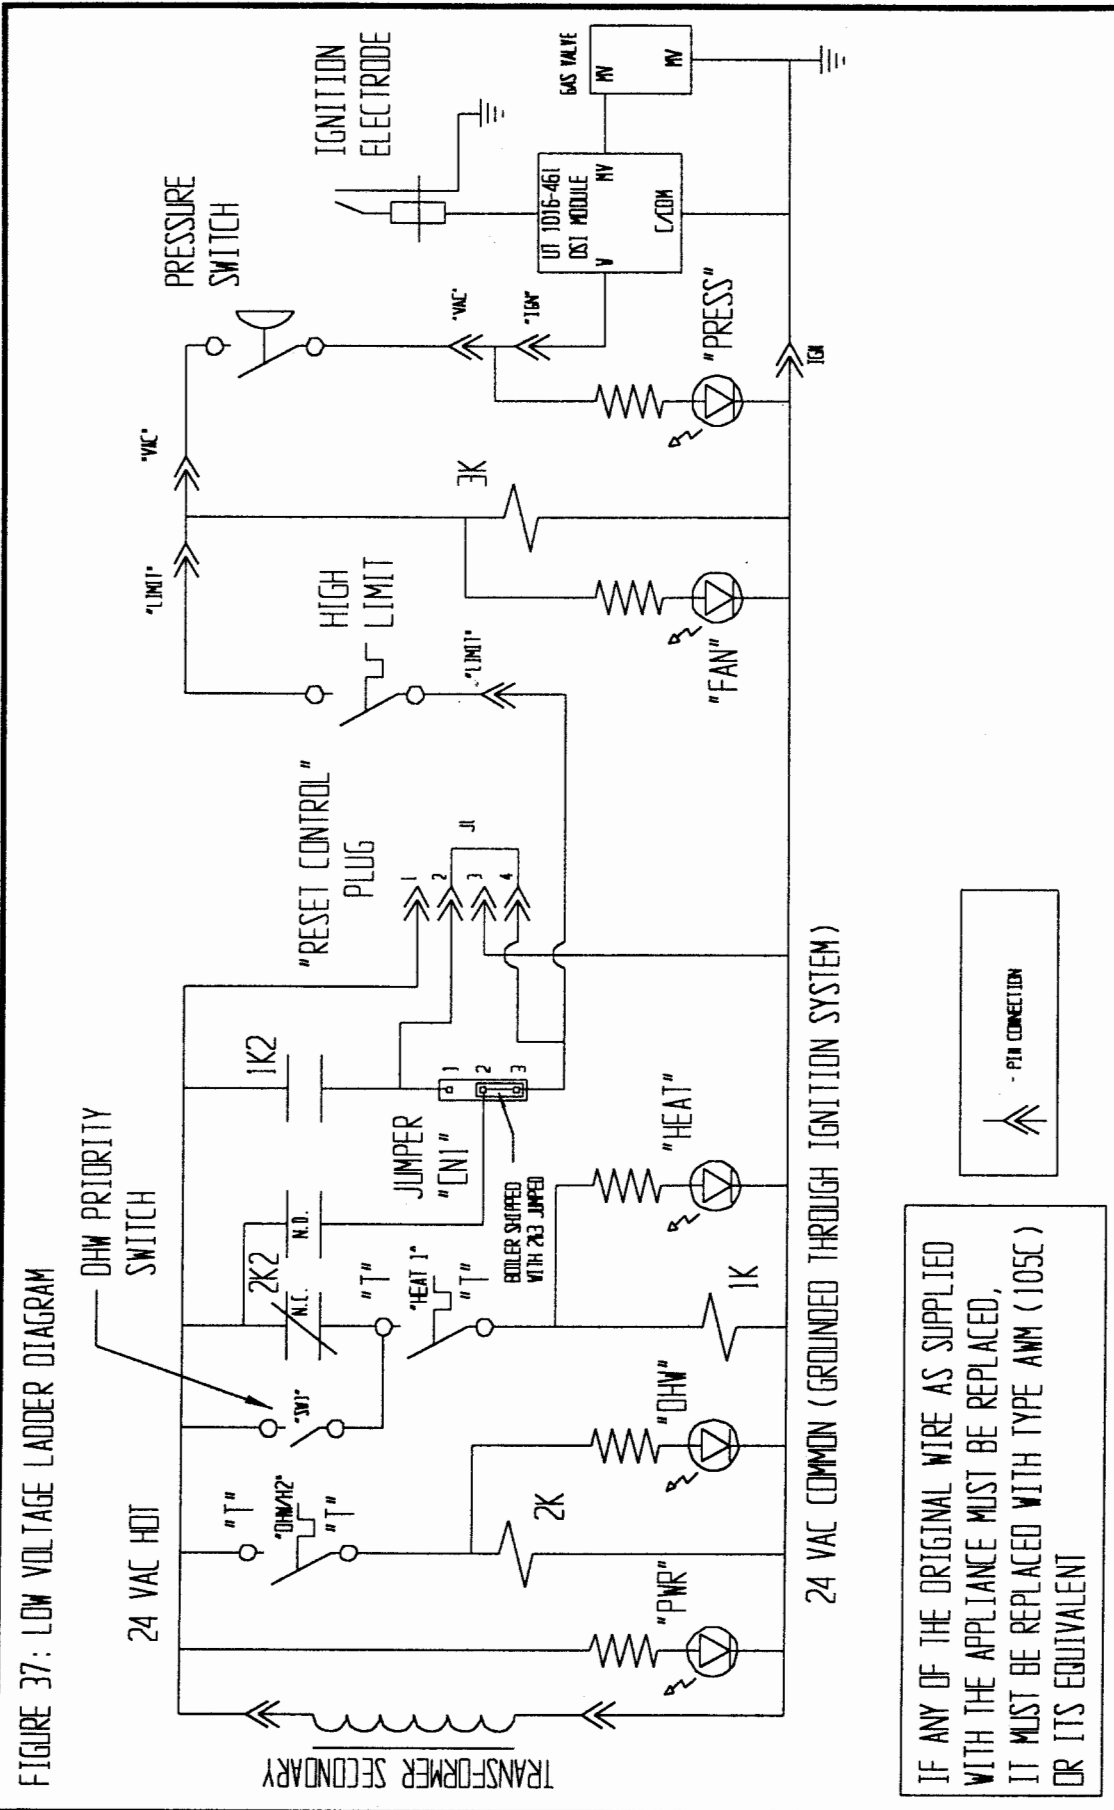 FIGURE 37: LOW VOLTAGE LADDER DIAGRAM
DHW PRIORITY
SWITCH
24 VAC HOT
TRANSFORMER SECONDARY
"PWR"
"T"
"DHW/H2"
"T"
2K
"DHW"
"SW1"
2K2
N.C.
N.O.
"T"
"HEAT 1"
"T"
1K
"HEAT"
1K2
JUMPER
"CN1"
1
2
3
BOILER SHIPPED
WITH 2&3 JUMPED
"RESET CONTROL"
PLUG
1
2
3
4
J1
"LIMIT"
HIGH
LIMIT
"LIMIT"
"FAN"
3K
"VAC"
PRESSURE
SWITCH
"VAC"
"IGN"
"PRESS"
IGN
IGNITION
ELECTRODE
UT 1016-461
DSI MODULE
V
MV
C/COM
GAS VALVE
MV
MV
24 VAC COMMON (GROUNDED THROUGH IGNITION SYSTEM)
IF ANY OF THE ORIGINAL WIRE AS SUPPLIED
WITH THE APPLIANCE MUST BE REPLACED,
IT MUST BE REPLACED WITH TYPE AWM (105C)
OR ITS EQUIVALENT
- PIN CONNECTION